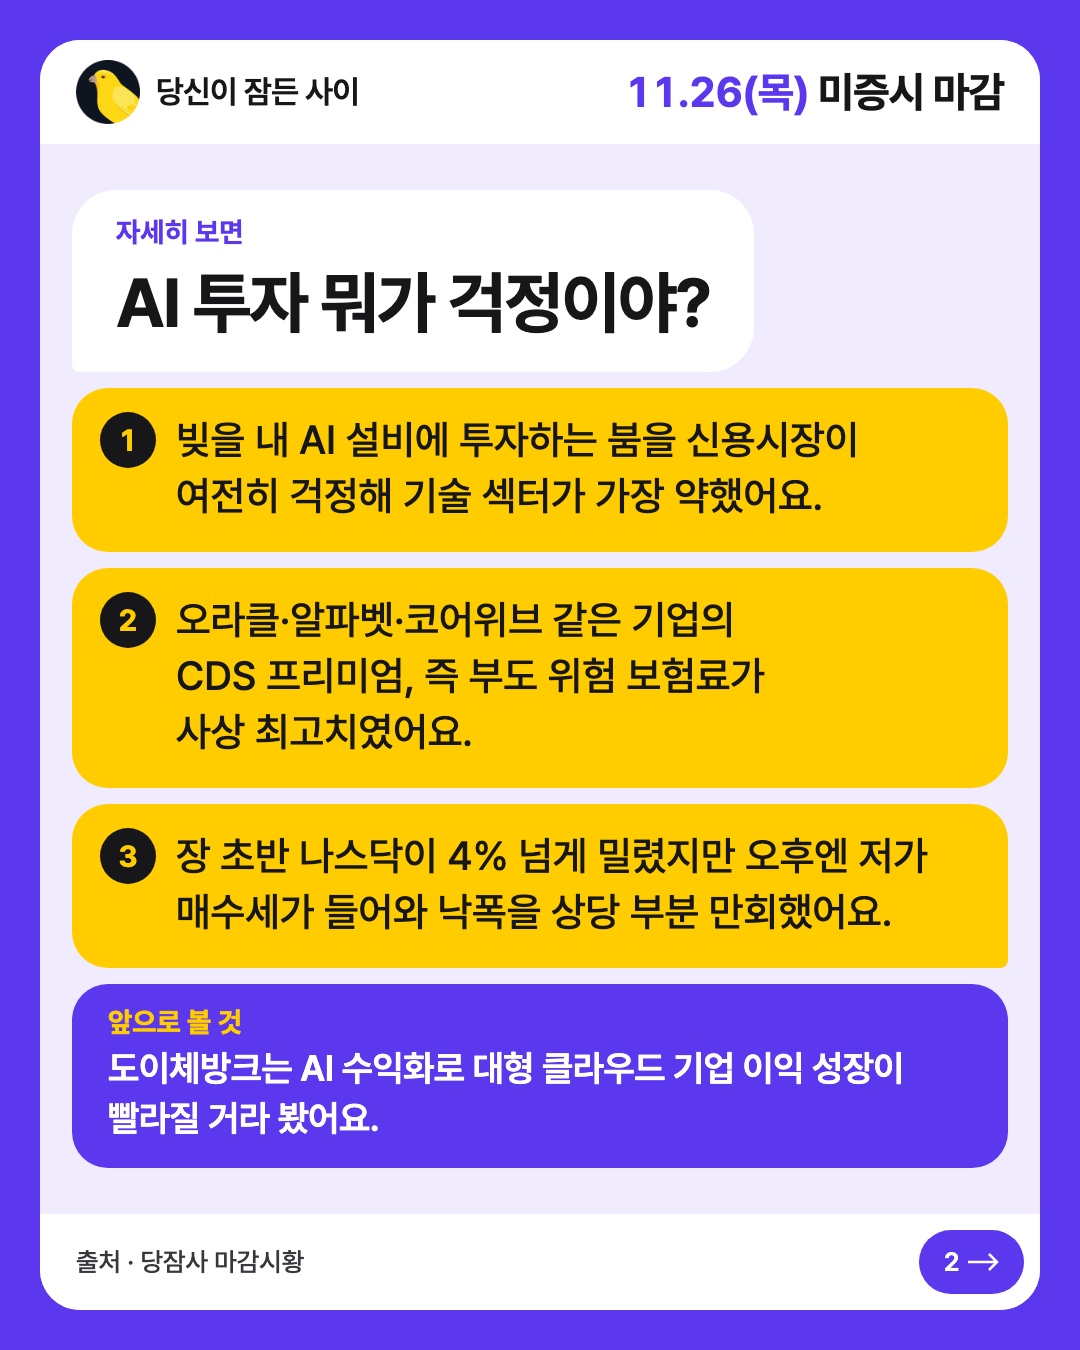 당신이 잠든 사이
11.26(목) 미증시 마감
자세히 보면
AI 투자 뭐가 걱정이야?
1 빚을 내 AI 설비에 투자하는 붐을 신용시장이
여전히 걱정해 기술 섹터가 가장 약했어요.
2 오라클·알파벳·코어위브 같은 기업의
CDS 프리미엄, 즉 부도 위험 보험료가
사상 최고치였어요.
3 장 초반 나스닥이 4% 넘게 밀렸지만 오후엔 저가
매수세가 들어와 낙폭을 상당 부분 만회했어요.
앞으로 볼 것
도이체방크는 AI 수익화로 대형 클라우드 기업 이익 성장이
빨라질 거라 봤어요.
출처 · 당잠사 마감시황
2 →